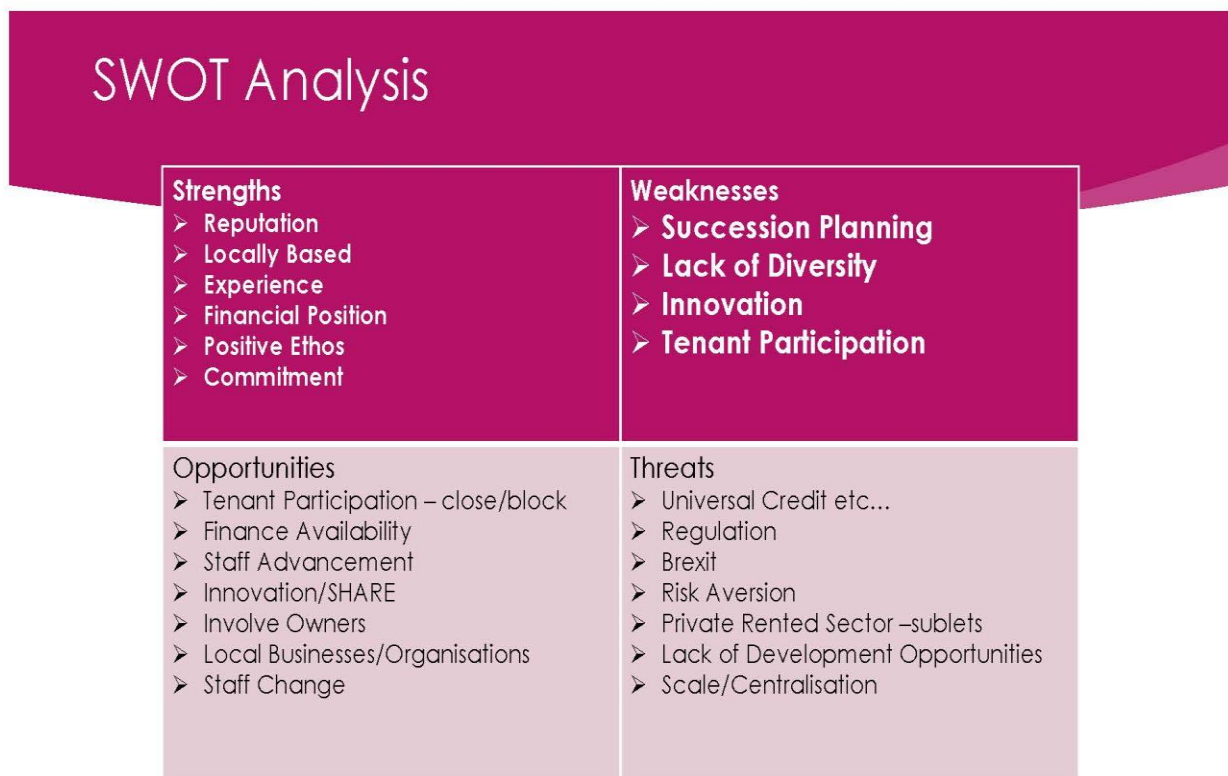 SWOT Analysis
Strengths
➤ Reputation
➤ Locally Based
➤ Experience
➤ Financial Position
➤ Positive Ethos
➤ Commitment
Weaknesses
➤ Succession Planning
➤ Lack of Diversity
➤ Innovation
➤ Tenant Participation
Opportunities
➤ Tenant Participation – close/block
➤ Finance Availability
➤ Staff Advancement
➤ Innovation/SHARE
➤ Involve Owners
➤ Local Businesses/Organisations
➤ Staff Change
Threats
➤ Universal Credit etc...
➤ Regulation
➤ Brexit
➤ Risk Aversion
➤ Private Rented Sector –sublets
➤ Lack of Development Opportunities
➤ Scale/Centralisation